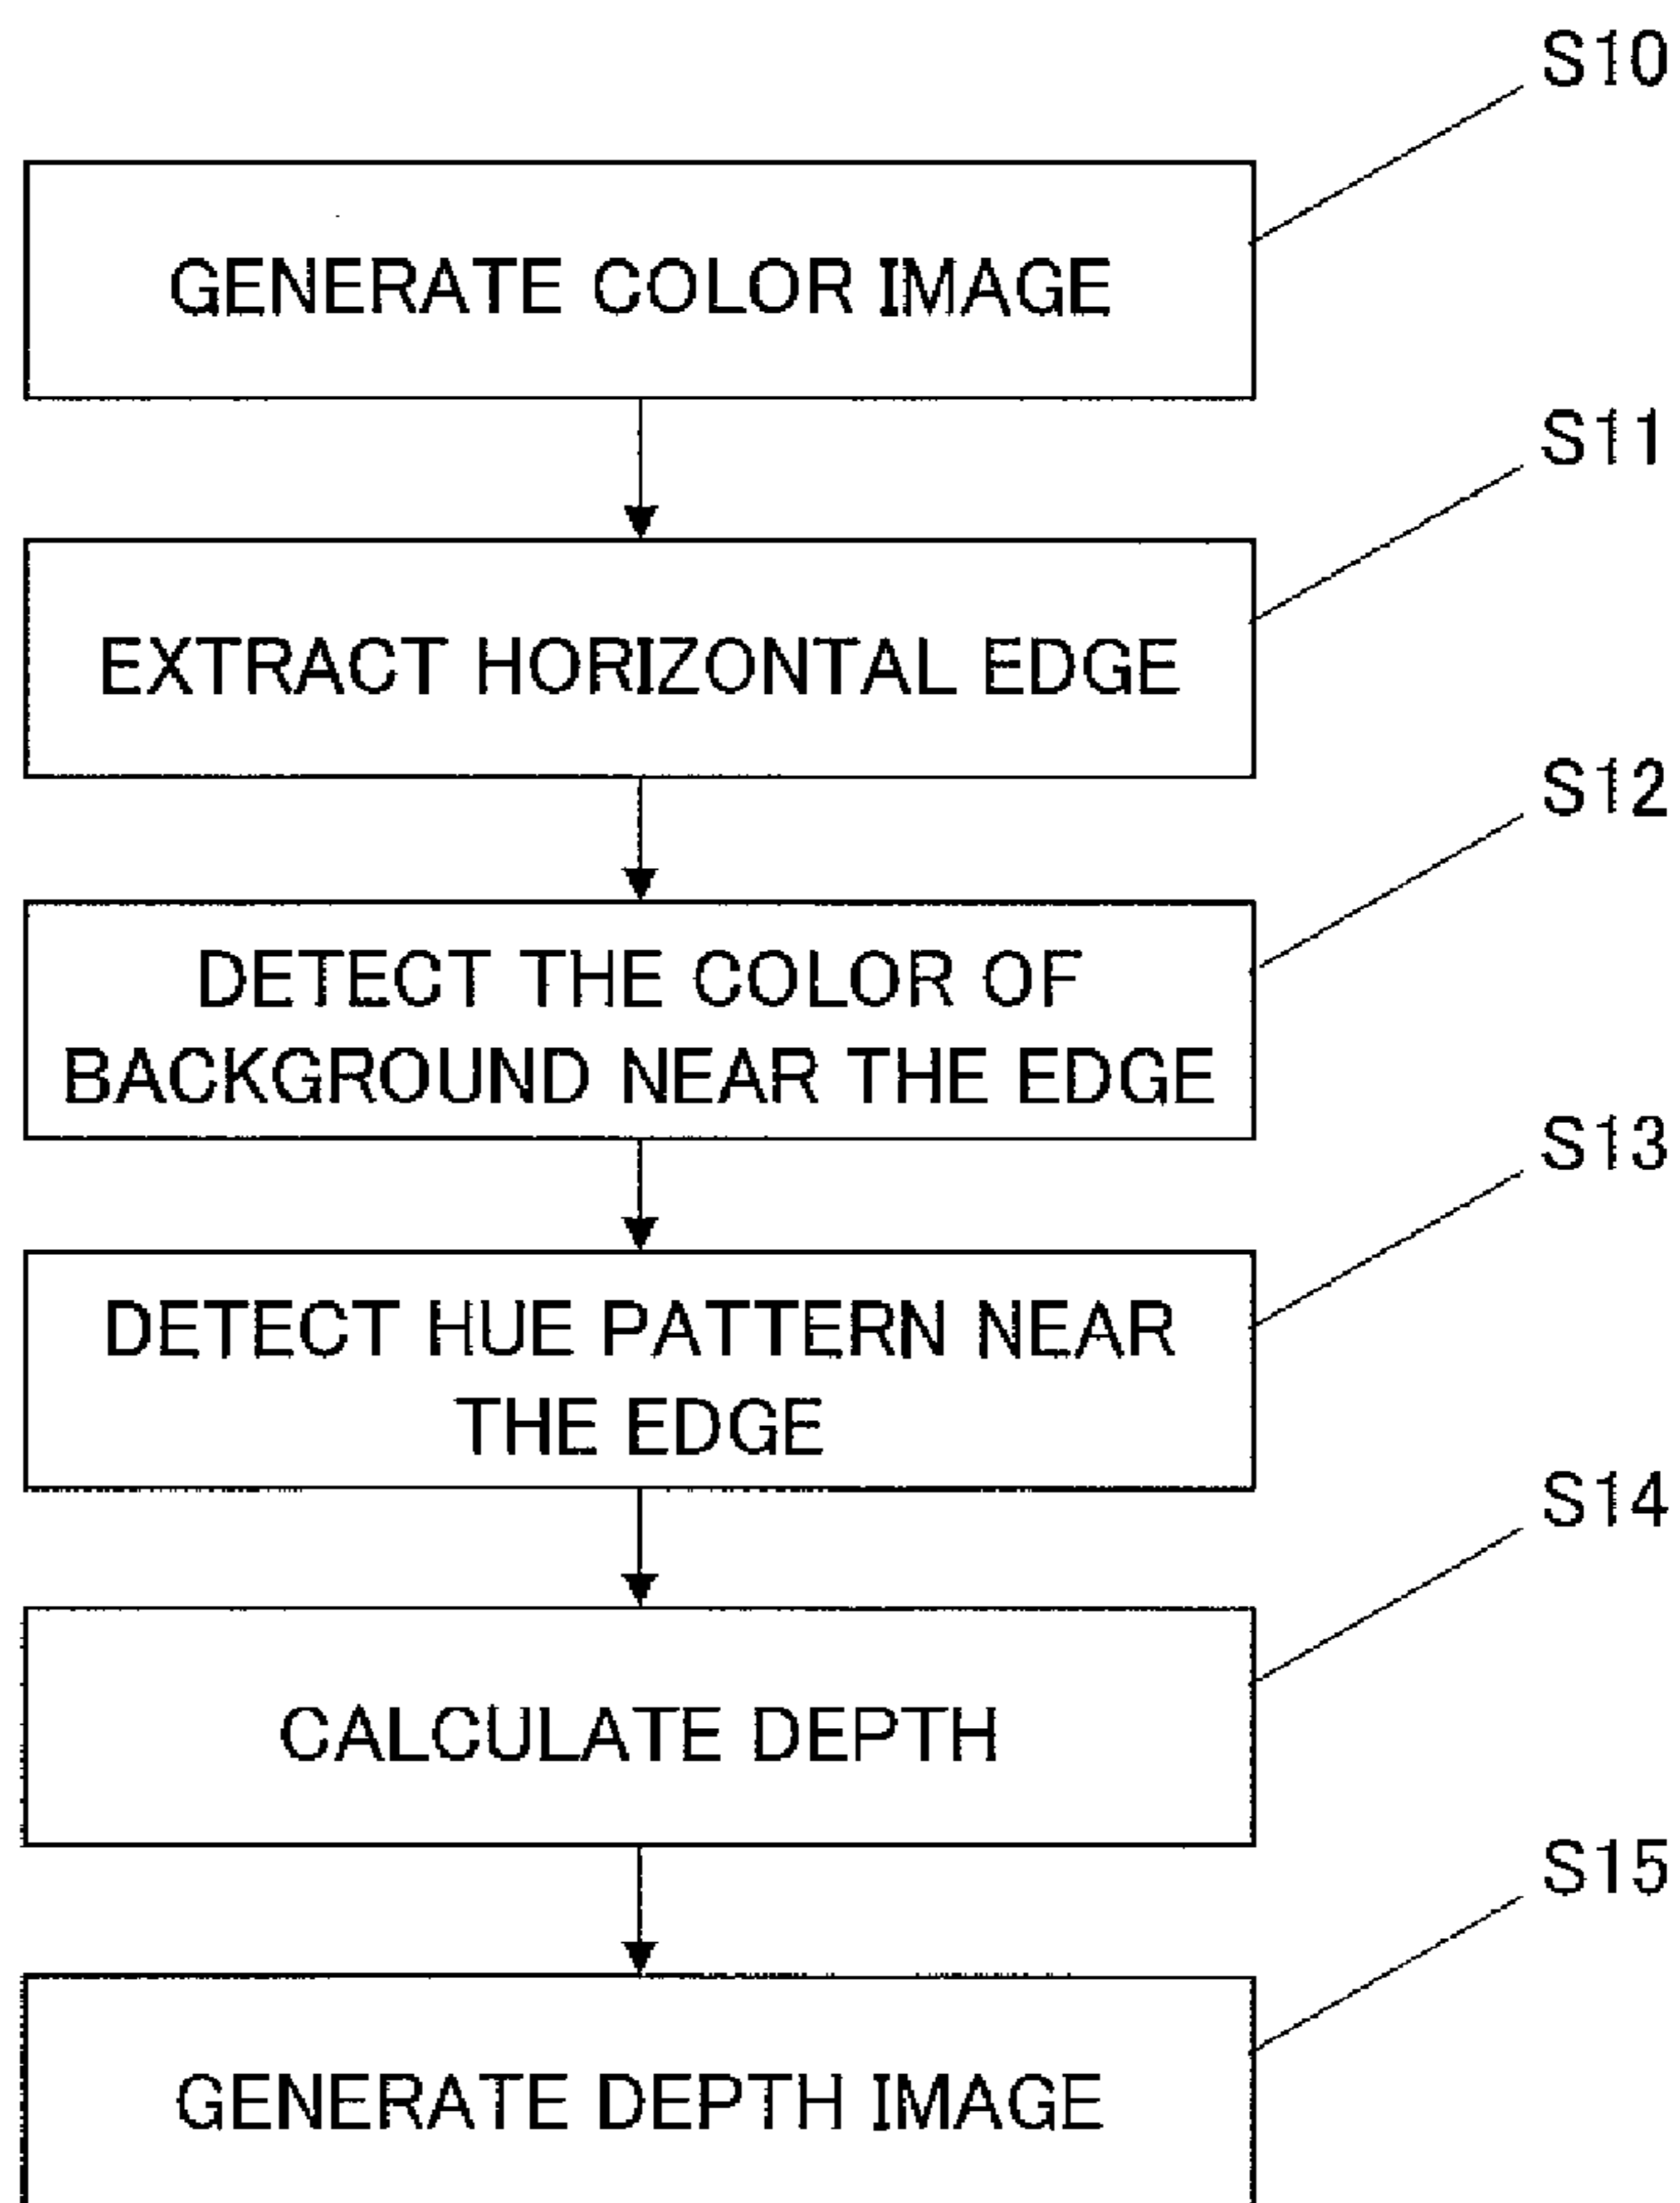 S10
GENERATE COLOR IMAGE
S11
EXTRACT HORIZONTAL EDGE
S12
DETECT THE COLOR OF
BACKGROUND NEAR THE EDGE
S13
DETECT HUE PATTERN NEAR
THE EDGE
S14
CALCULATE DEPTH
S15
GENERATE DEPTH IMAGE